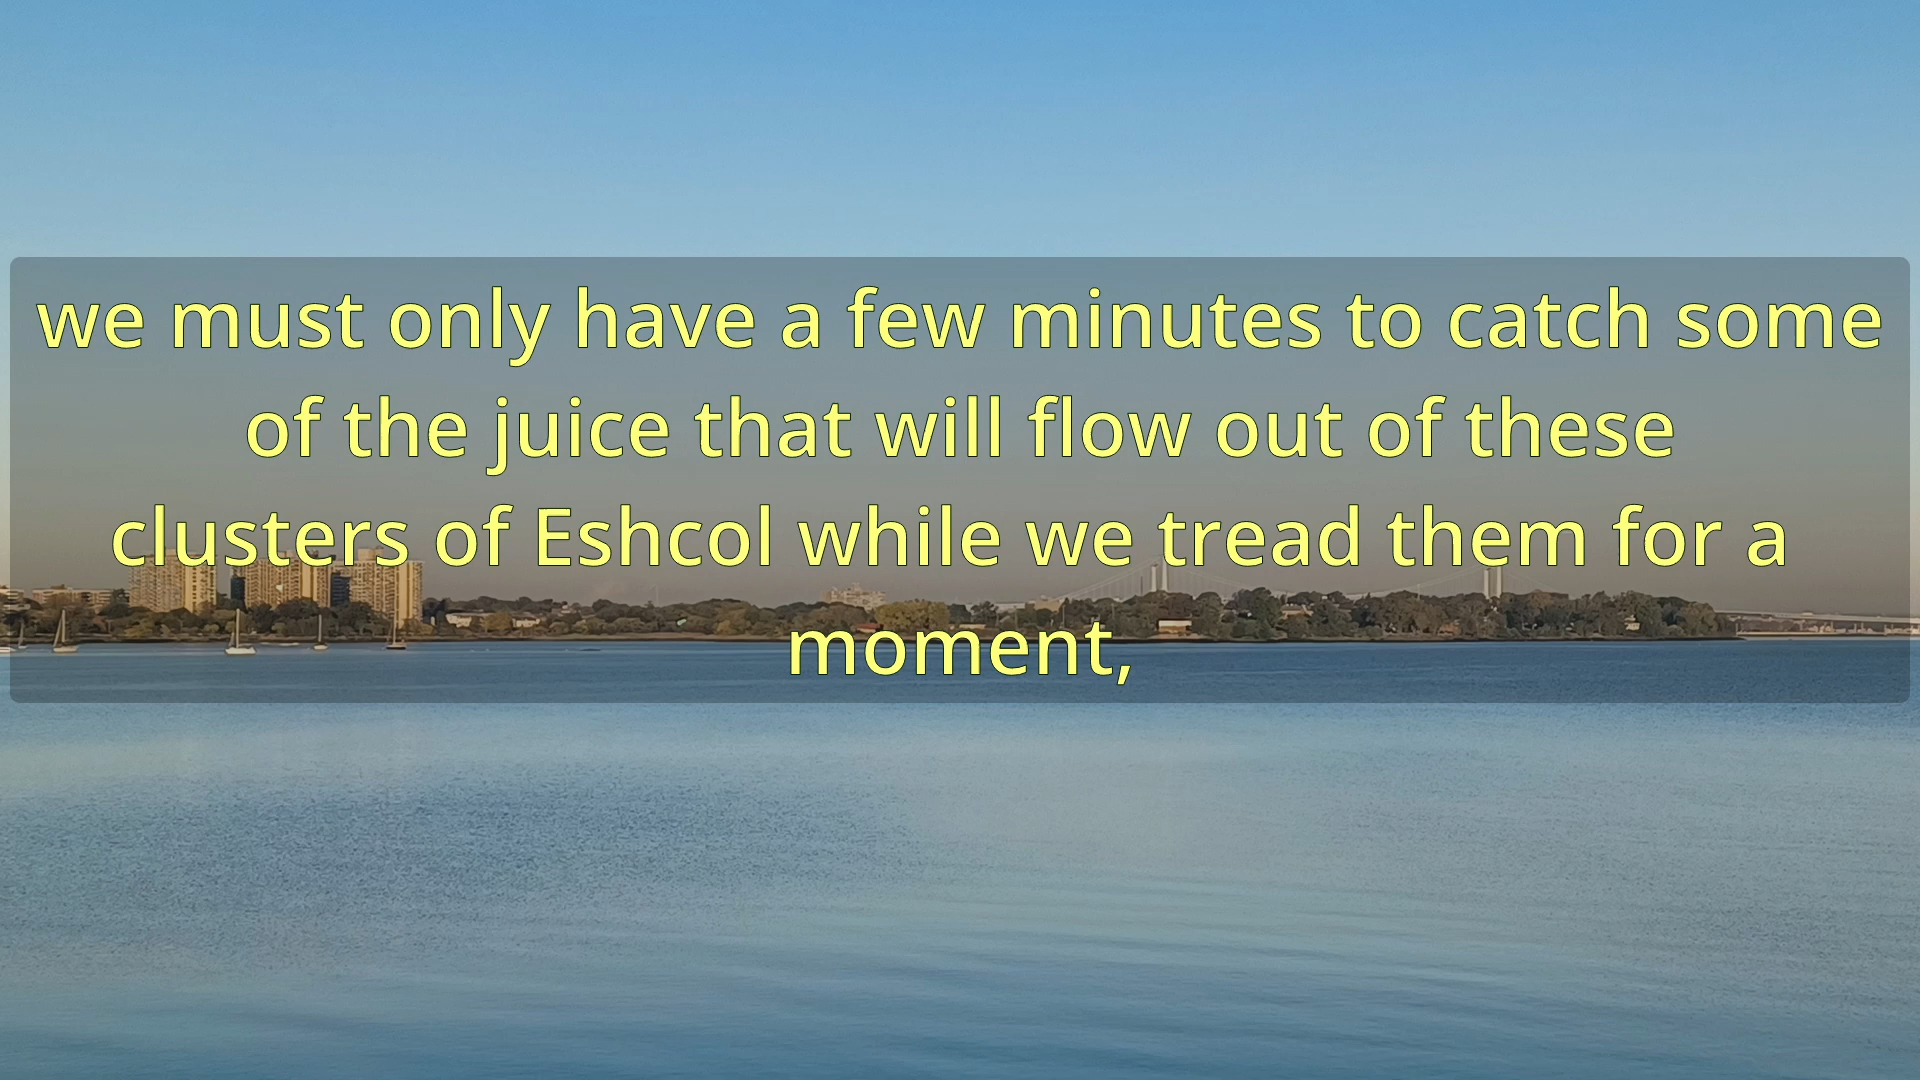 we must only have a few minutes to catch some
of the juice that will flow out of these
clusters of Eshcol while we tread them for a
moment,